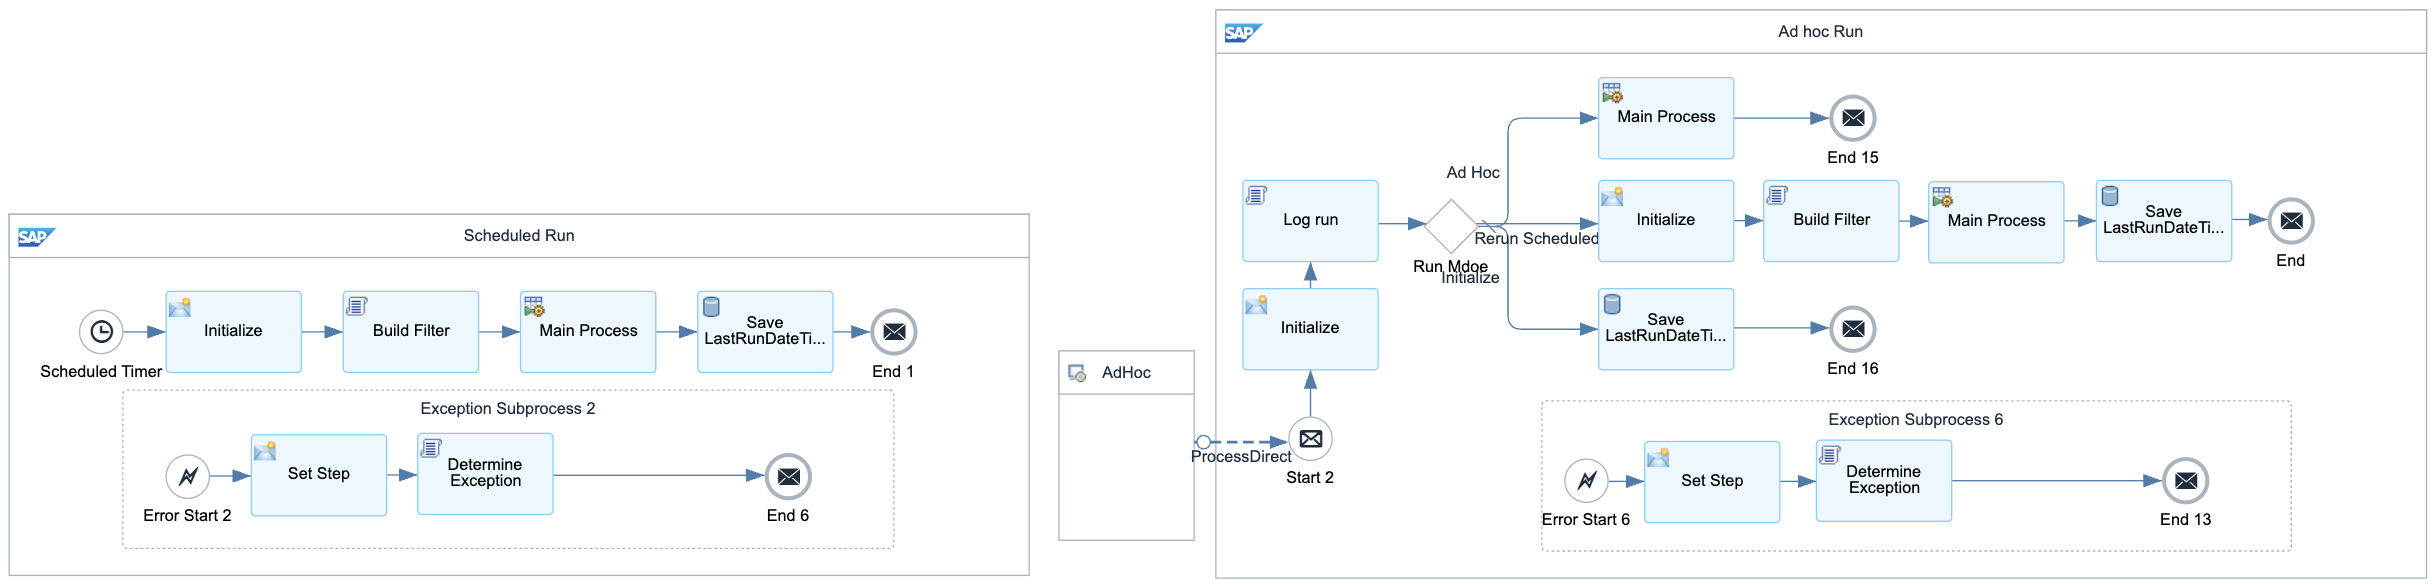 SAP
Scheduled Run
Scheduled Timer
Initialize
Build Filter
Main Process
Save
LastRunDateTi...
End 1
Exception Subprocess 2
Error Start 2
Set Step
Determine
Exception
End 6
AdHoc
ProcessDirect
SAP
Ad hoc Run
Start 2
Initialize
Log run
Run Mdoe
Ad Hoc
Main Process
End 15
Rerun Scheduled
Initialize
Build Filter
Main Process
Save
LastRunDateTi...
End
Initialize
Save
LastRunDateTi...
End 16
Exception Subprocess 6
Error Start 6
Set Step
Determine
Exception
End 13